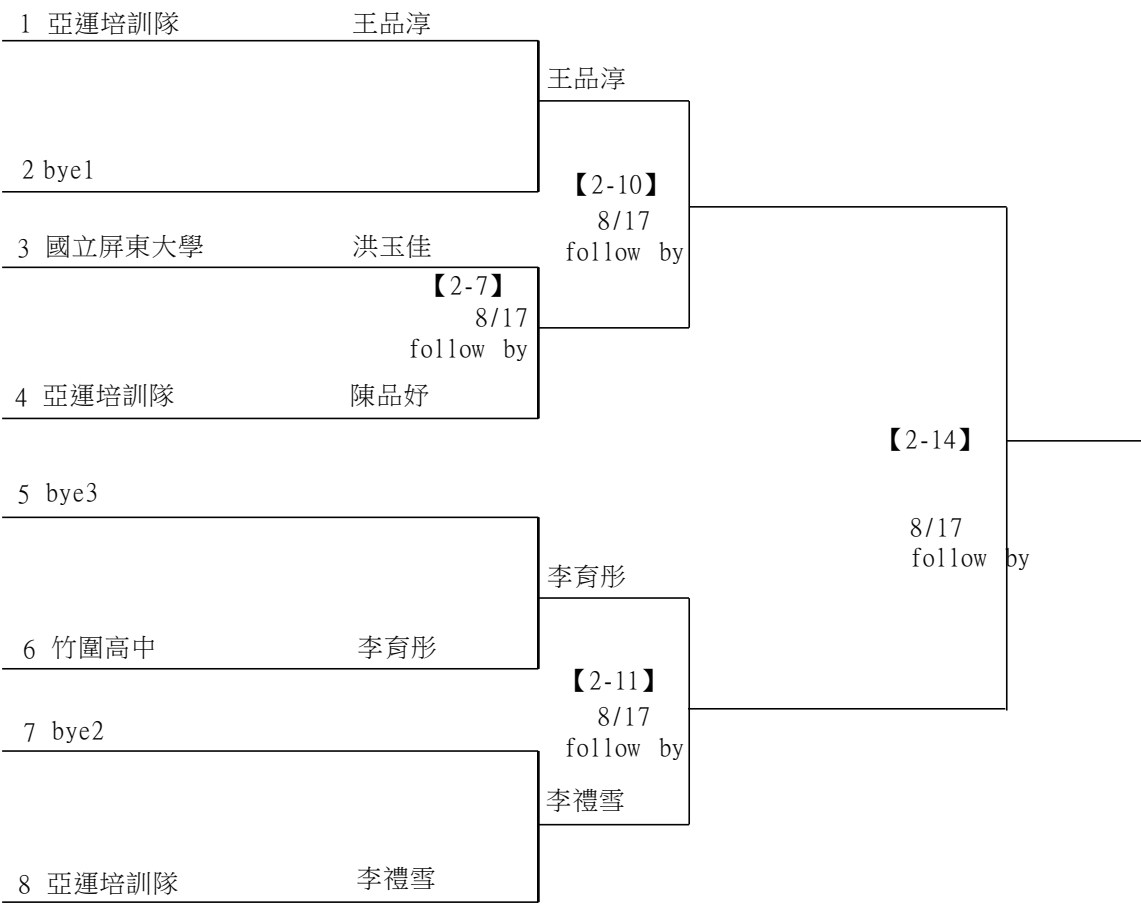 1 亞運培訓隊 王品淳
王品淳
2 bye1
【2-10】
8/17
follow by
3 國立屏東大學 洪玉佳
【2-7】
8/17
follow by
4 亞運培訓隊 陳品妤
【2-14】
8/17
follow by
5 bye3
李育彤
6 竹圍高中 李育彤
【2-11】
8/17
follow by
7 bye2
李禮雪
8 亞運培訓隊 李禮雪